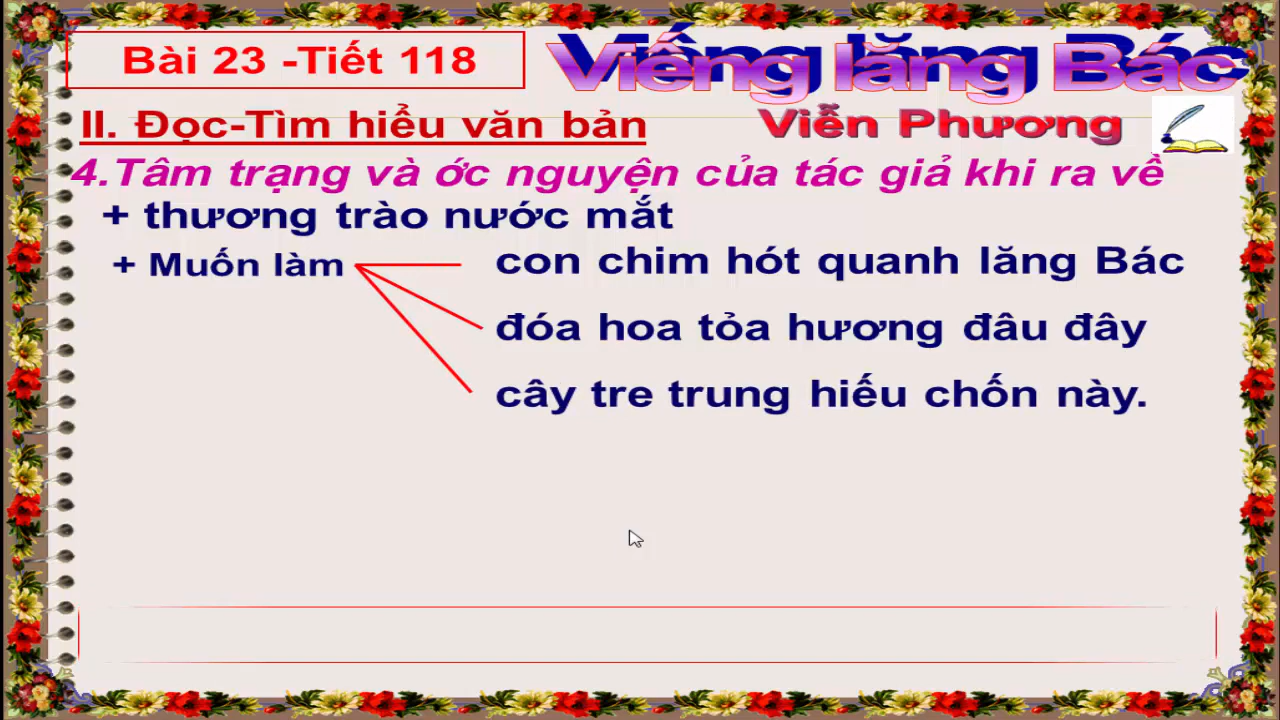 Bài 23 -Tiết 118
Viếng lăng Bác
II. Đọc-Tìm hiểu văn bản
Viễn Phương
4.Tâm trạng và ớc nguyện của tác giả khi ra về
+ thương trào nước mắt
+ Muốn làm
con chim hót quanh lăng Bác
đóa hoa tỏa hương đâu đây
cây tre trung hiếu chốn này.